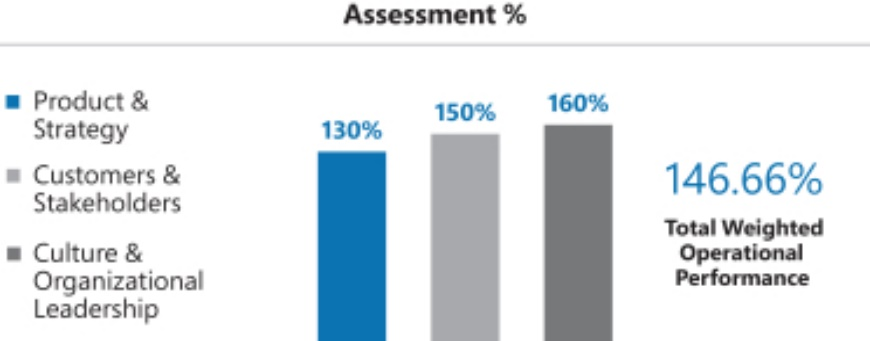 Assessment %
Product &
Strategy
Customers &
Stakeholders
Culture &
Organizational
Leadership
130%
150%
160%
146.66%
Total Weighted
Operational
Performance